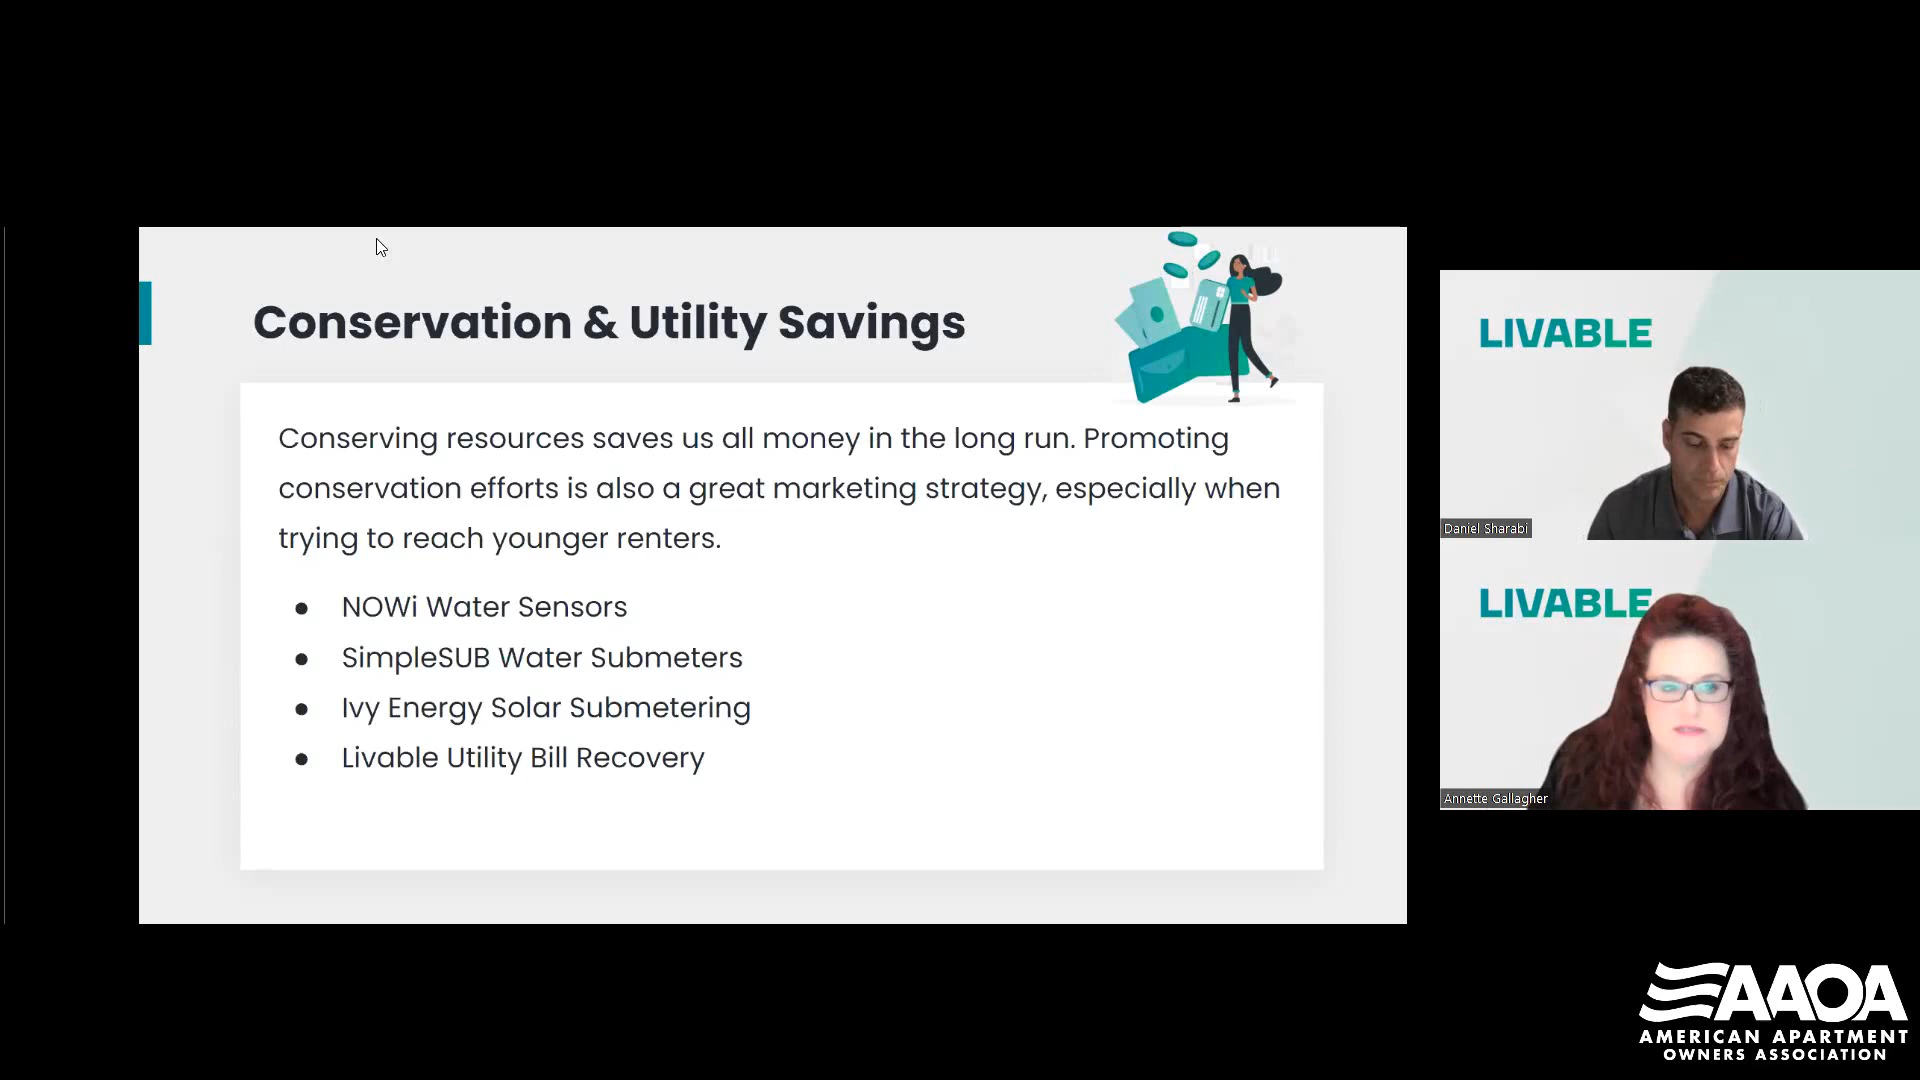 Conservation & Utility Savings
Conserving resources saves us all money in the long run. Promoting
conservation efforts is also a great marketing strategy, especially when
trying to reach younger renters.
● NOWi Water Sensors
● SimpleSUB Water Submeters
● Ivy Energy Solar Submetering
● Livable Utility Bill Recovery
LIVABLE
Daniel Sharabi
LIVABLE
Annette Gallagher
AAOA
AMERICAN APARTMENT
OWNERS ASSOCIATION